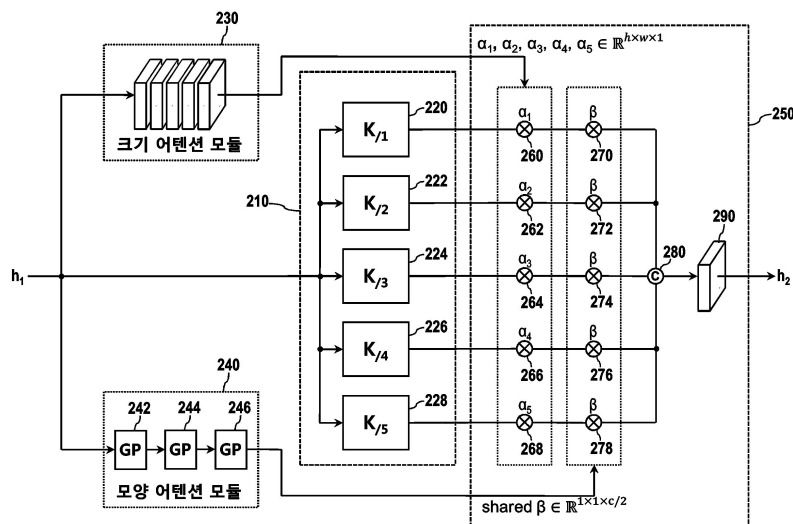 230
α₁, α₂, α₃, α₄, α₅ ∈ ℝ^{h×w×1}
크기 어텐션 모듈
250
210
K/1
220
α₁
260
β
270
K/2
222
α₂
262
β
272
h₁
K/3
224
α₃
264
β
274
C
280
290
h₂
K/4
226
α₄
266
β
276
K/5
228
α₅
268
β
278
240
242
244
246
GP
GP
GP
모양 어텐션 모듈
shared β ∈ ℝ^{1×1×c/2}